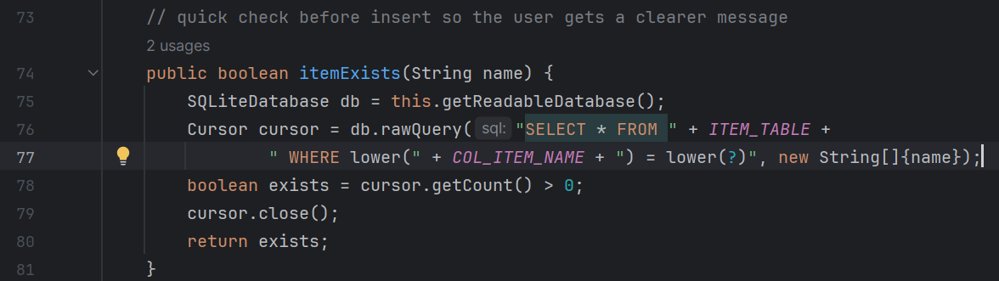 73 // quick check before insert so the user gets a clearer message
2 usages
74 public boolean itemExists(String name) {
75 SQLiteDatabase db = this.getReadableDatabase();
76 Cursor cursor = db.rawQuery( sql: "SELECT * FROM " + ITEM_TABLE +
77 " WHERE lower(" + COL_ITEM_NAME + ") = lower(?)", new String[]{name});
78 boolean exists = cursor.getCount() > 0;
79 cursor.close();
80 return exists;
81 }